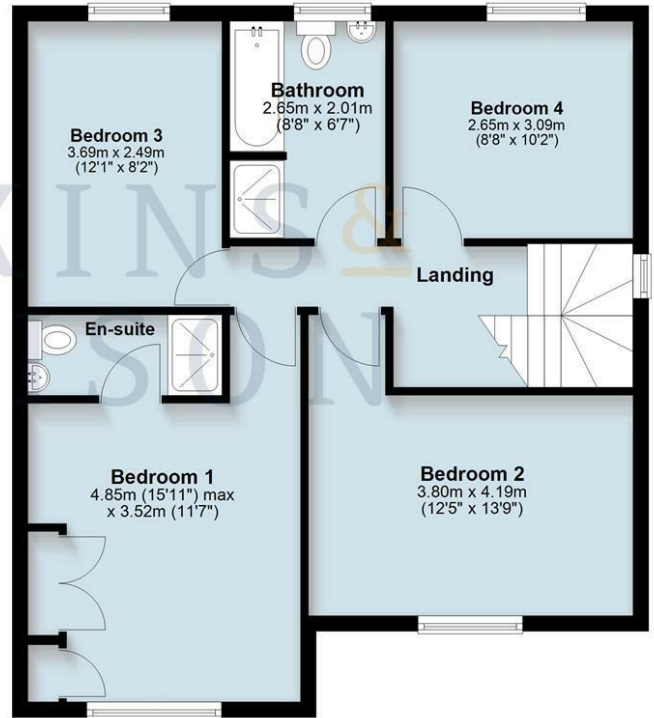 Bedroom 3
3.69m x 2.49m
(12'1" x 8'2")
Bathroom
2.65m x 2.01m
(8'8" x 6'7")
Bedroom 4
2.65m x 3.09m
(8'8" x 10'2")
KINS &
Landing
En-suite
SON
Bedroom 1
4.85m (15'11") max
x 3.52m (11'7")
Bedroom 2
3.80m x 4.19m
(12'5" x 13'9")